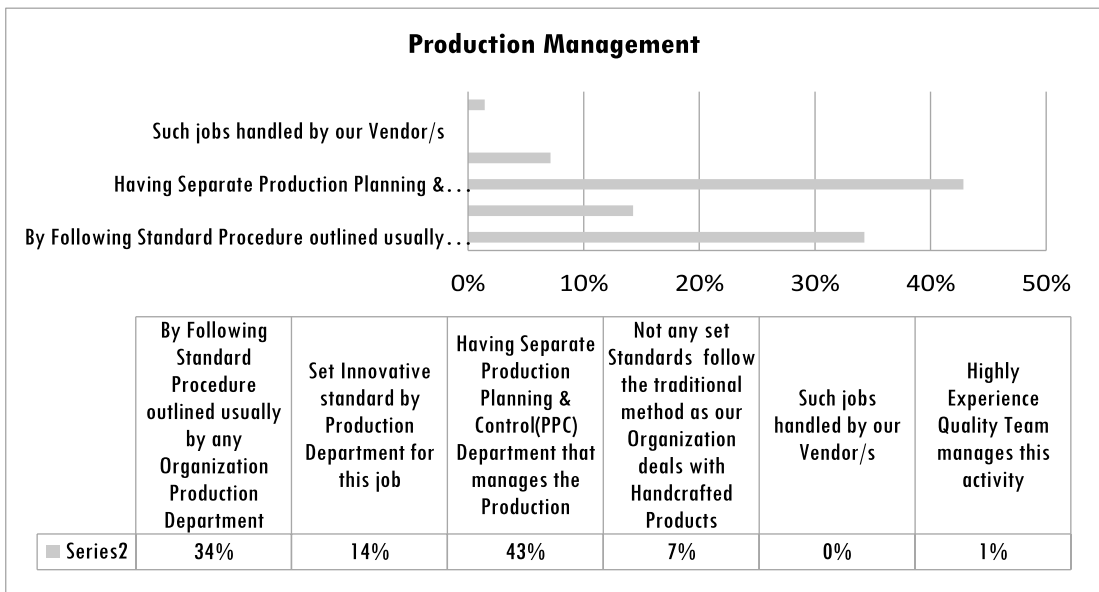 Production Management
Such jobs handled by our Vendor/s
Having Separate Production Planning &...
By Following Standard Procedure outlined usually...
0% 10% 20% 30% 40% 50%
By Following
Standard
Procedure
outlined usually
by any
Organization
Production
Department
Set Innovative
standard by
Production
Department for
this job
Having Separate
Production
Planning &
Control(PPC)
Department that
manages the
Production
Not any set
Standards follow
the traditional
method as our
Organization
deals with
Handcrafted
Products
Such jobs
handled by our
Vendor/s
Highly
Experience
Quality Team
manages this
activity
Series2 34% 14% 43% 7% 0% 1%